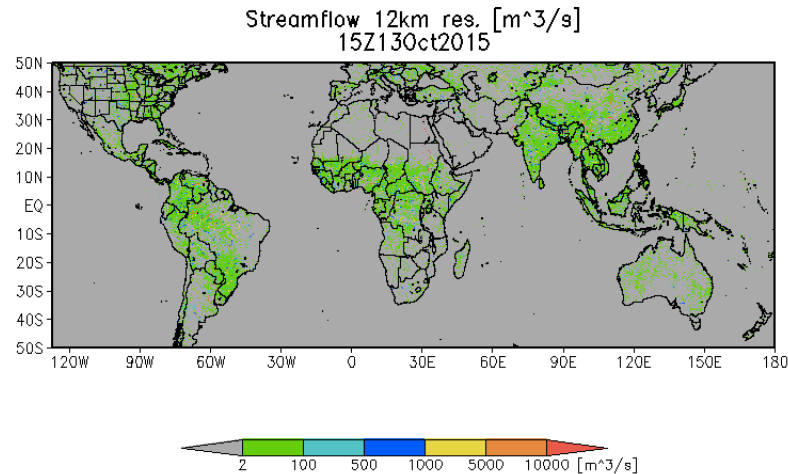 Streamflow 12km res. [m^3/s]
15Z13Oct2015
50N
40N
30N
20N
10N
EQ
10S
20S
30S
40S
50S
120W 90W 60W 30W 0 30E 60E 90E 120E 150E 180
2 100 500 1000 5000 10000 [m^3/s]